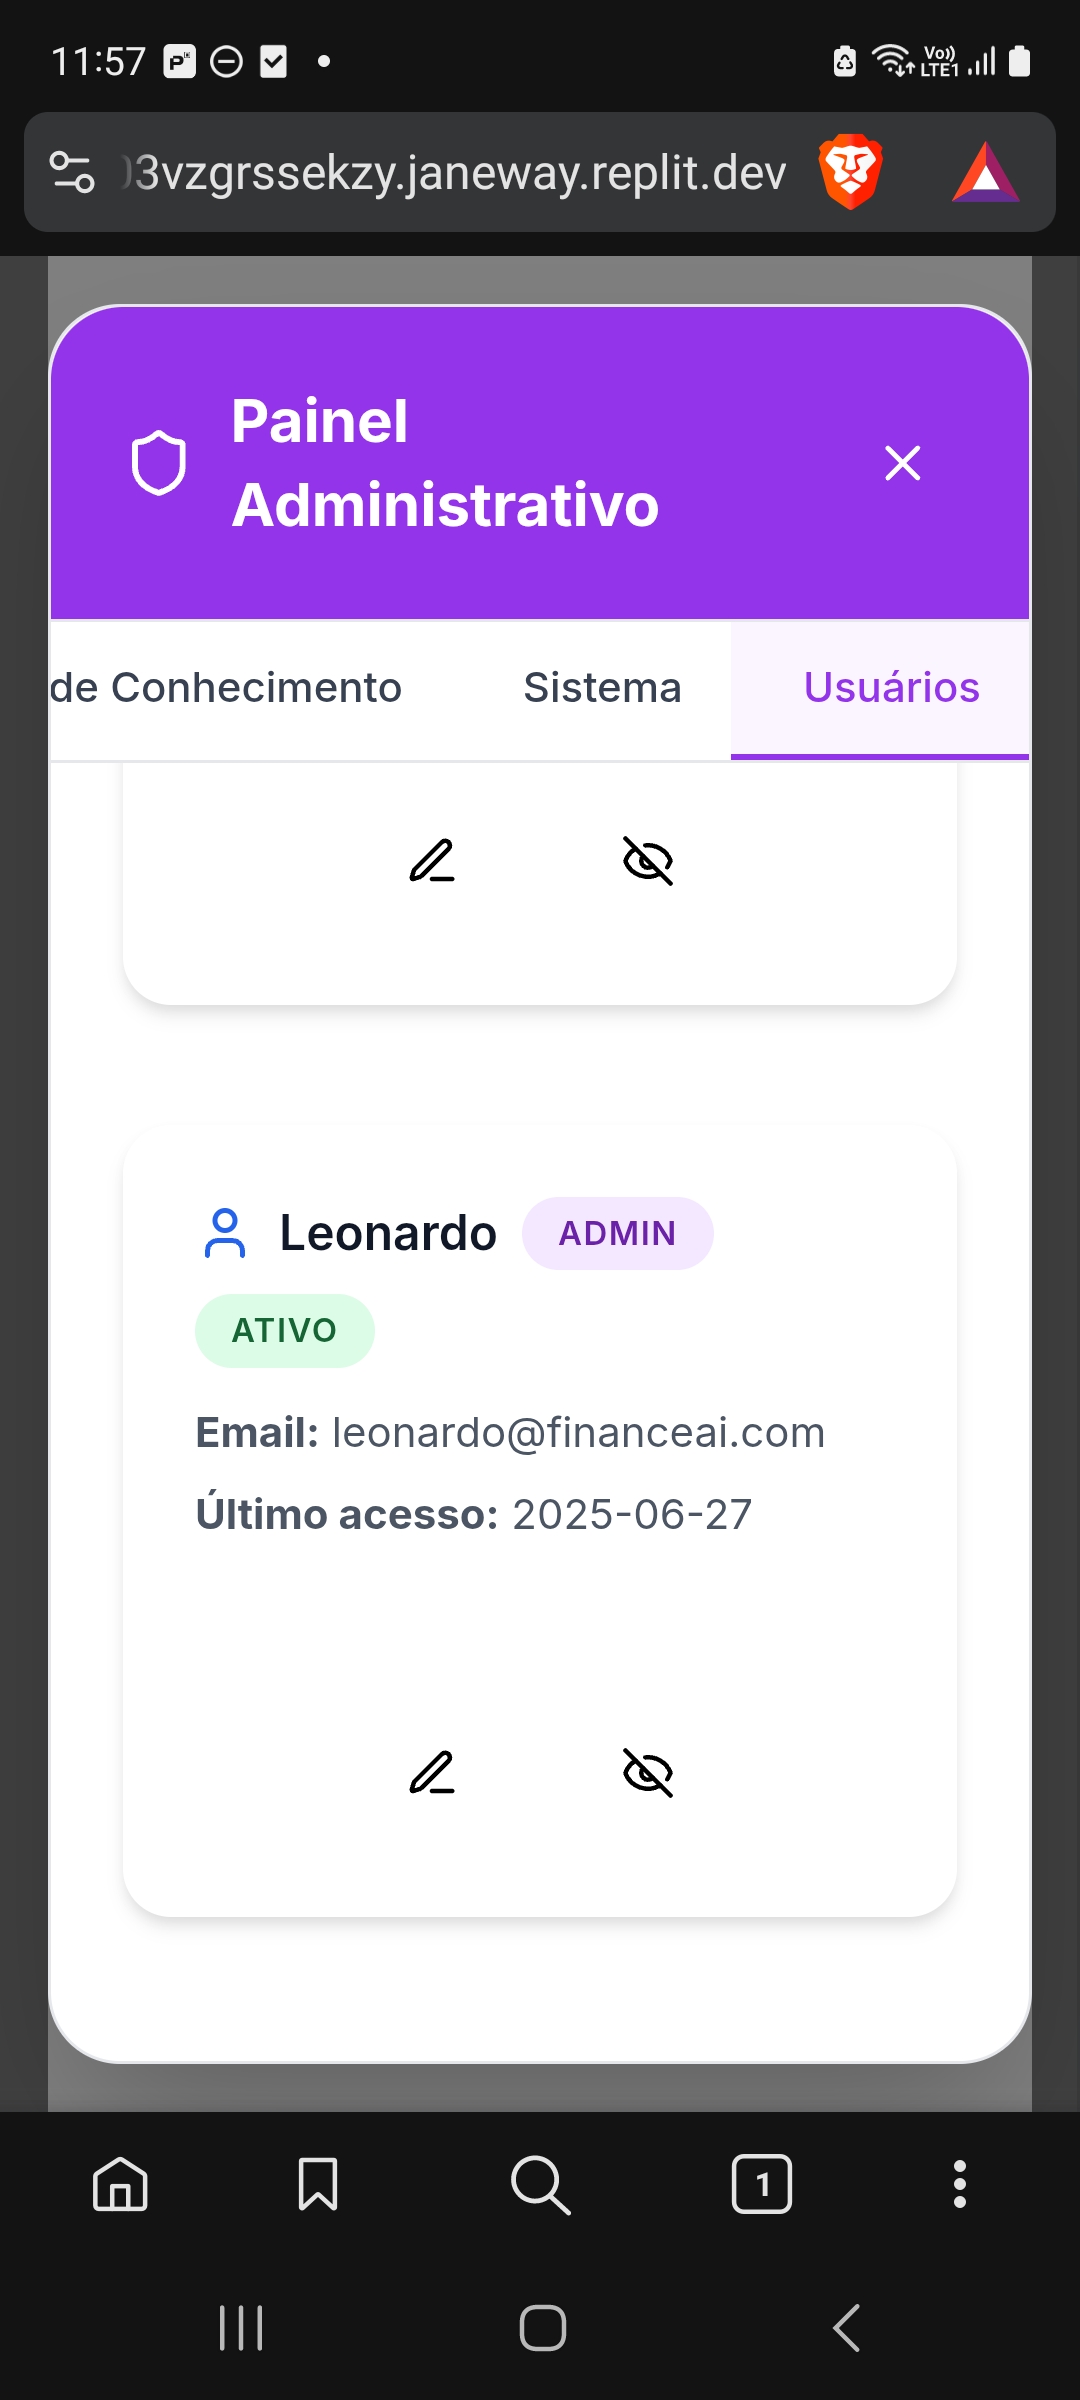 11:57
Vo))
LTE1
3vzgrssekzy.janeway.replit.dev
Painel
Administrativo
de Conhecimento
Sistema
Usuários
Leonardo
ADMIN
ATIVO
Email: leonardo@financeai.com
Último acesso: 2025-06-27
1